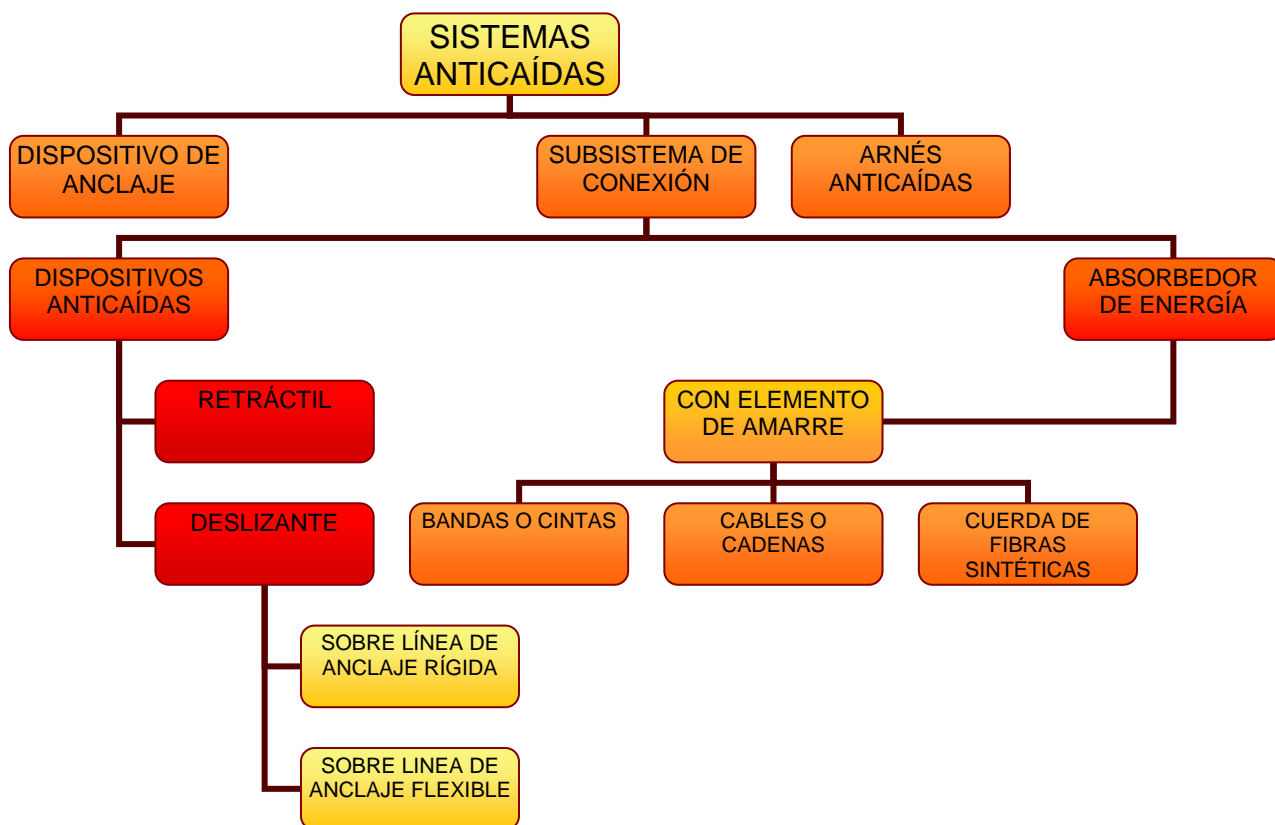 SISTEMAS
ANTICAÍDAS
DISPOSITIVO DE
ANCLAJE
SUBSISTEMA DE
CONEXIÓN
ARNÉS
ANTICAÍDAS
DISPOSITIVOS
ANTICAÍDAS
ABSORBEDOR
DE ENERGÍA
RETRÁCTIL
CON ELEMENTO
DE AMARRE
DESLIZANTE
BANDAS O CINTAS
CABLES O
CADENAS
CUERDA DE
FIBRAS
SINTÉTICAS
SOBRE LÍNEA DE
ANCLAJE RÍGIDA
SOBRE LINEA DE
ANCLAJE FLEXIBLE